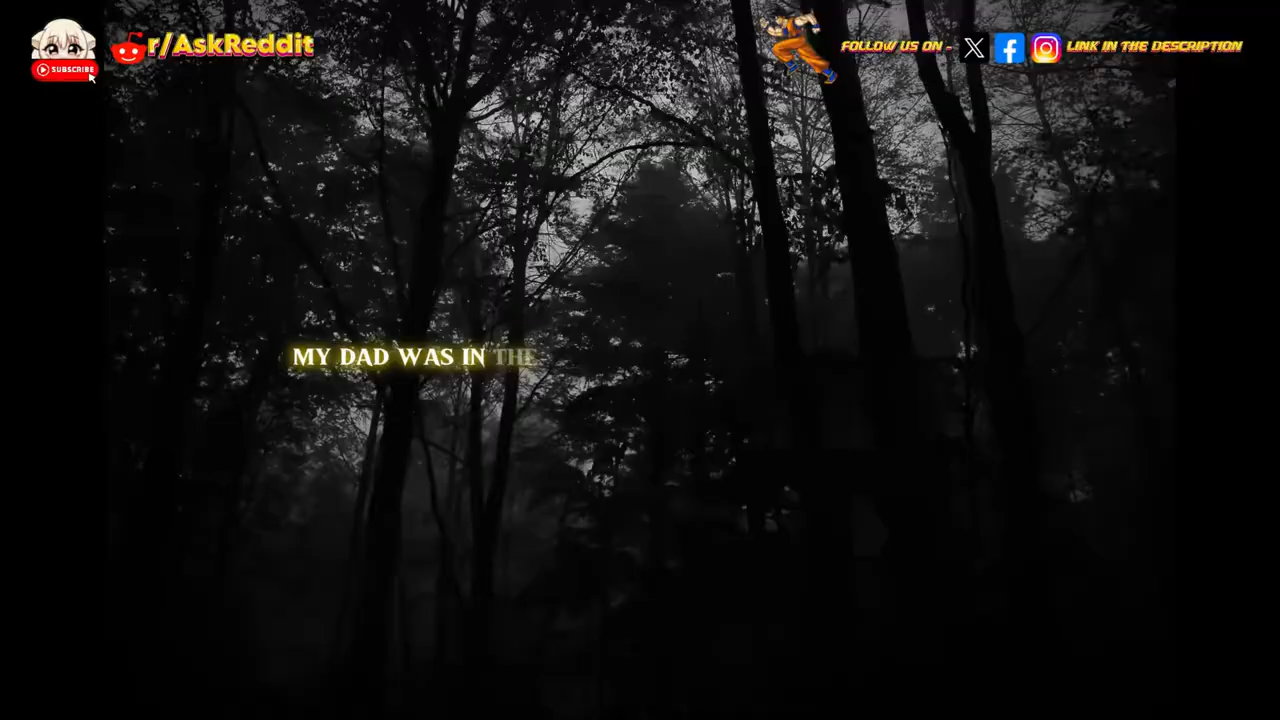 SUBSCRIBE
r/AskReddit
FOLLOW US ON -
LINK IN THE DESCRIPTION
MY DAD WAS IN THE